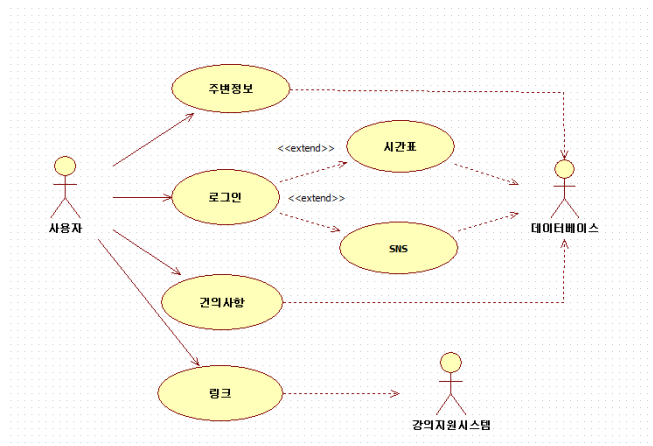 주변정보
<<extend>>
시간표
로그인
<<extend>>
사용자
데이터베이스
SNS
건의사항
링크
강의지원시스템